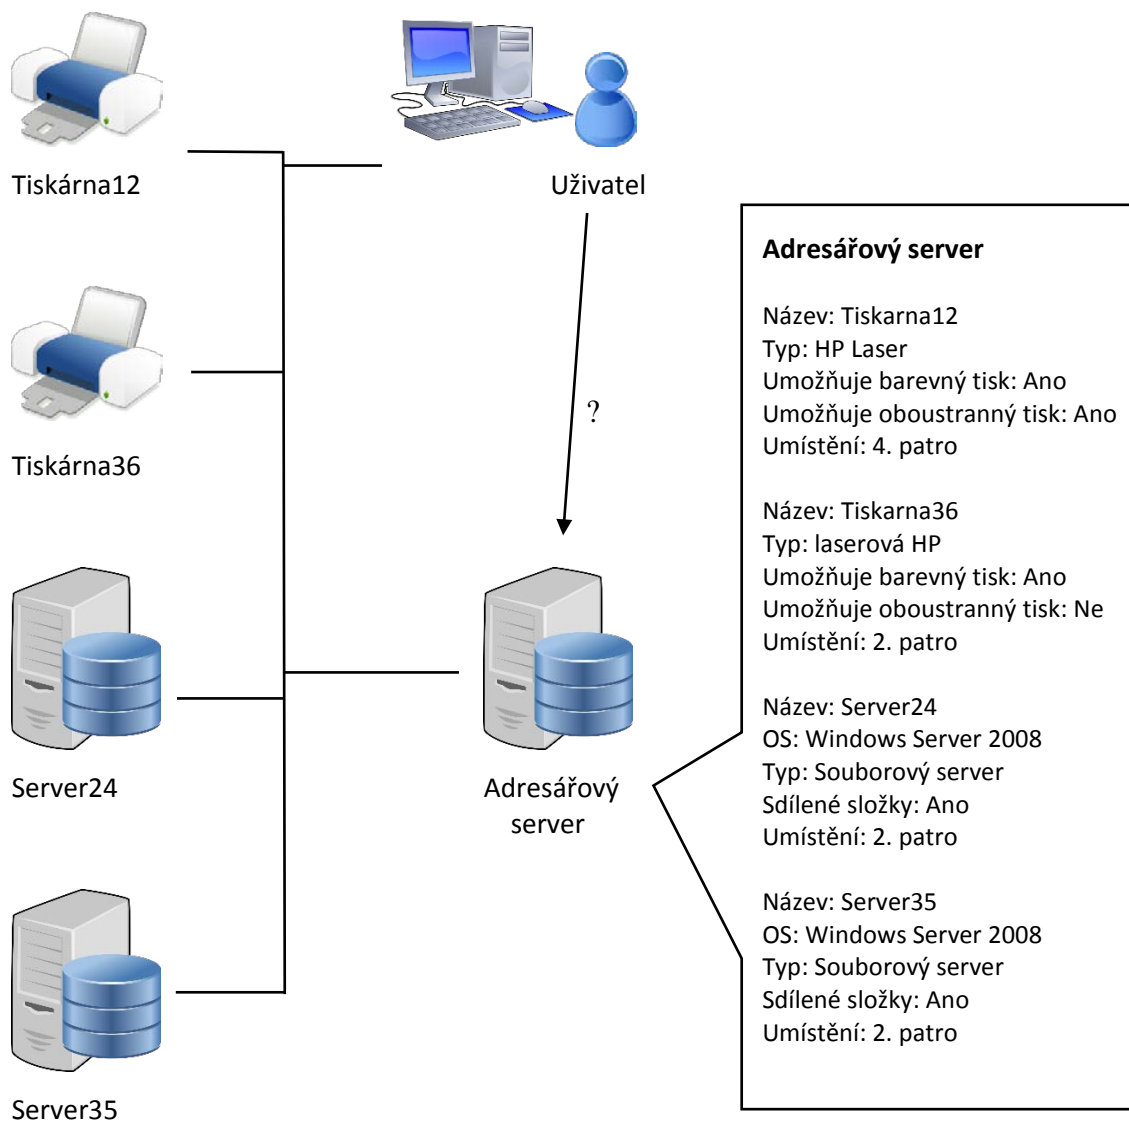 Tiskárna12
Uživatel
Tiskárna36
?
Server24
Adresářový
server
Server35
Adresářový server
Název: Tiskarna12
Typ: HP Laser
Umožňuje barevný tisk: Ano
Umožňuje oboustranný tisk: Ano
Umístění: 4. patro
Název: Tiskarna36
Typ: laserová HP
Umožňuje barevný tisk: Ano
Umožňuje oboustranný tisk: Ne
Umístění: 2. patro
Název: Server24
OS: Windows Server 2008
Typ: Souborový server
Sdílené složky: Ano
Umístění: 2. patro
Název: Server35
OS: Windows Server 2008
Typ: Souborový server
Sdílené složky: Ano
Umístění: 2. patro